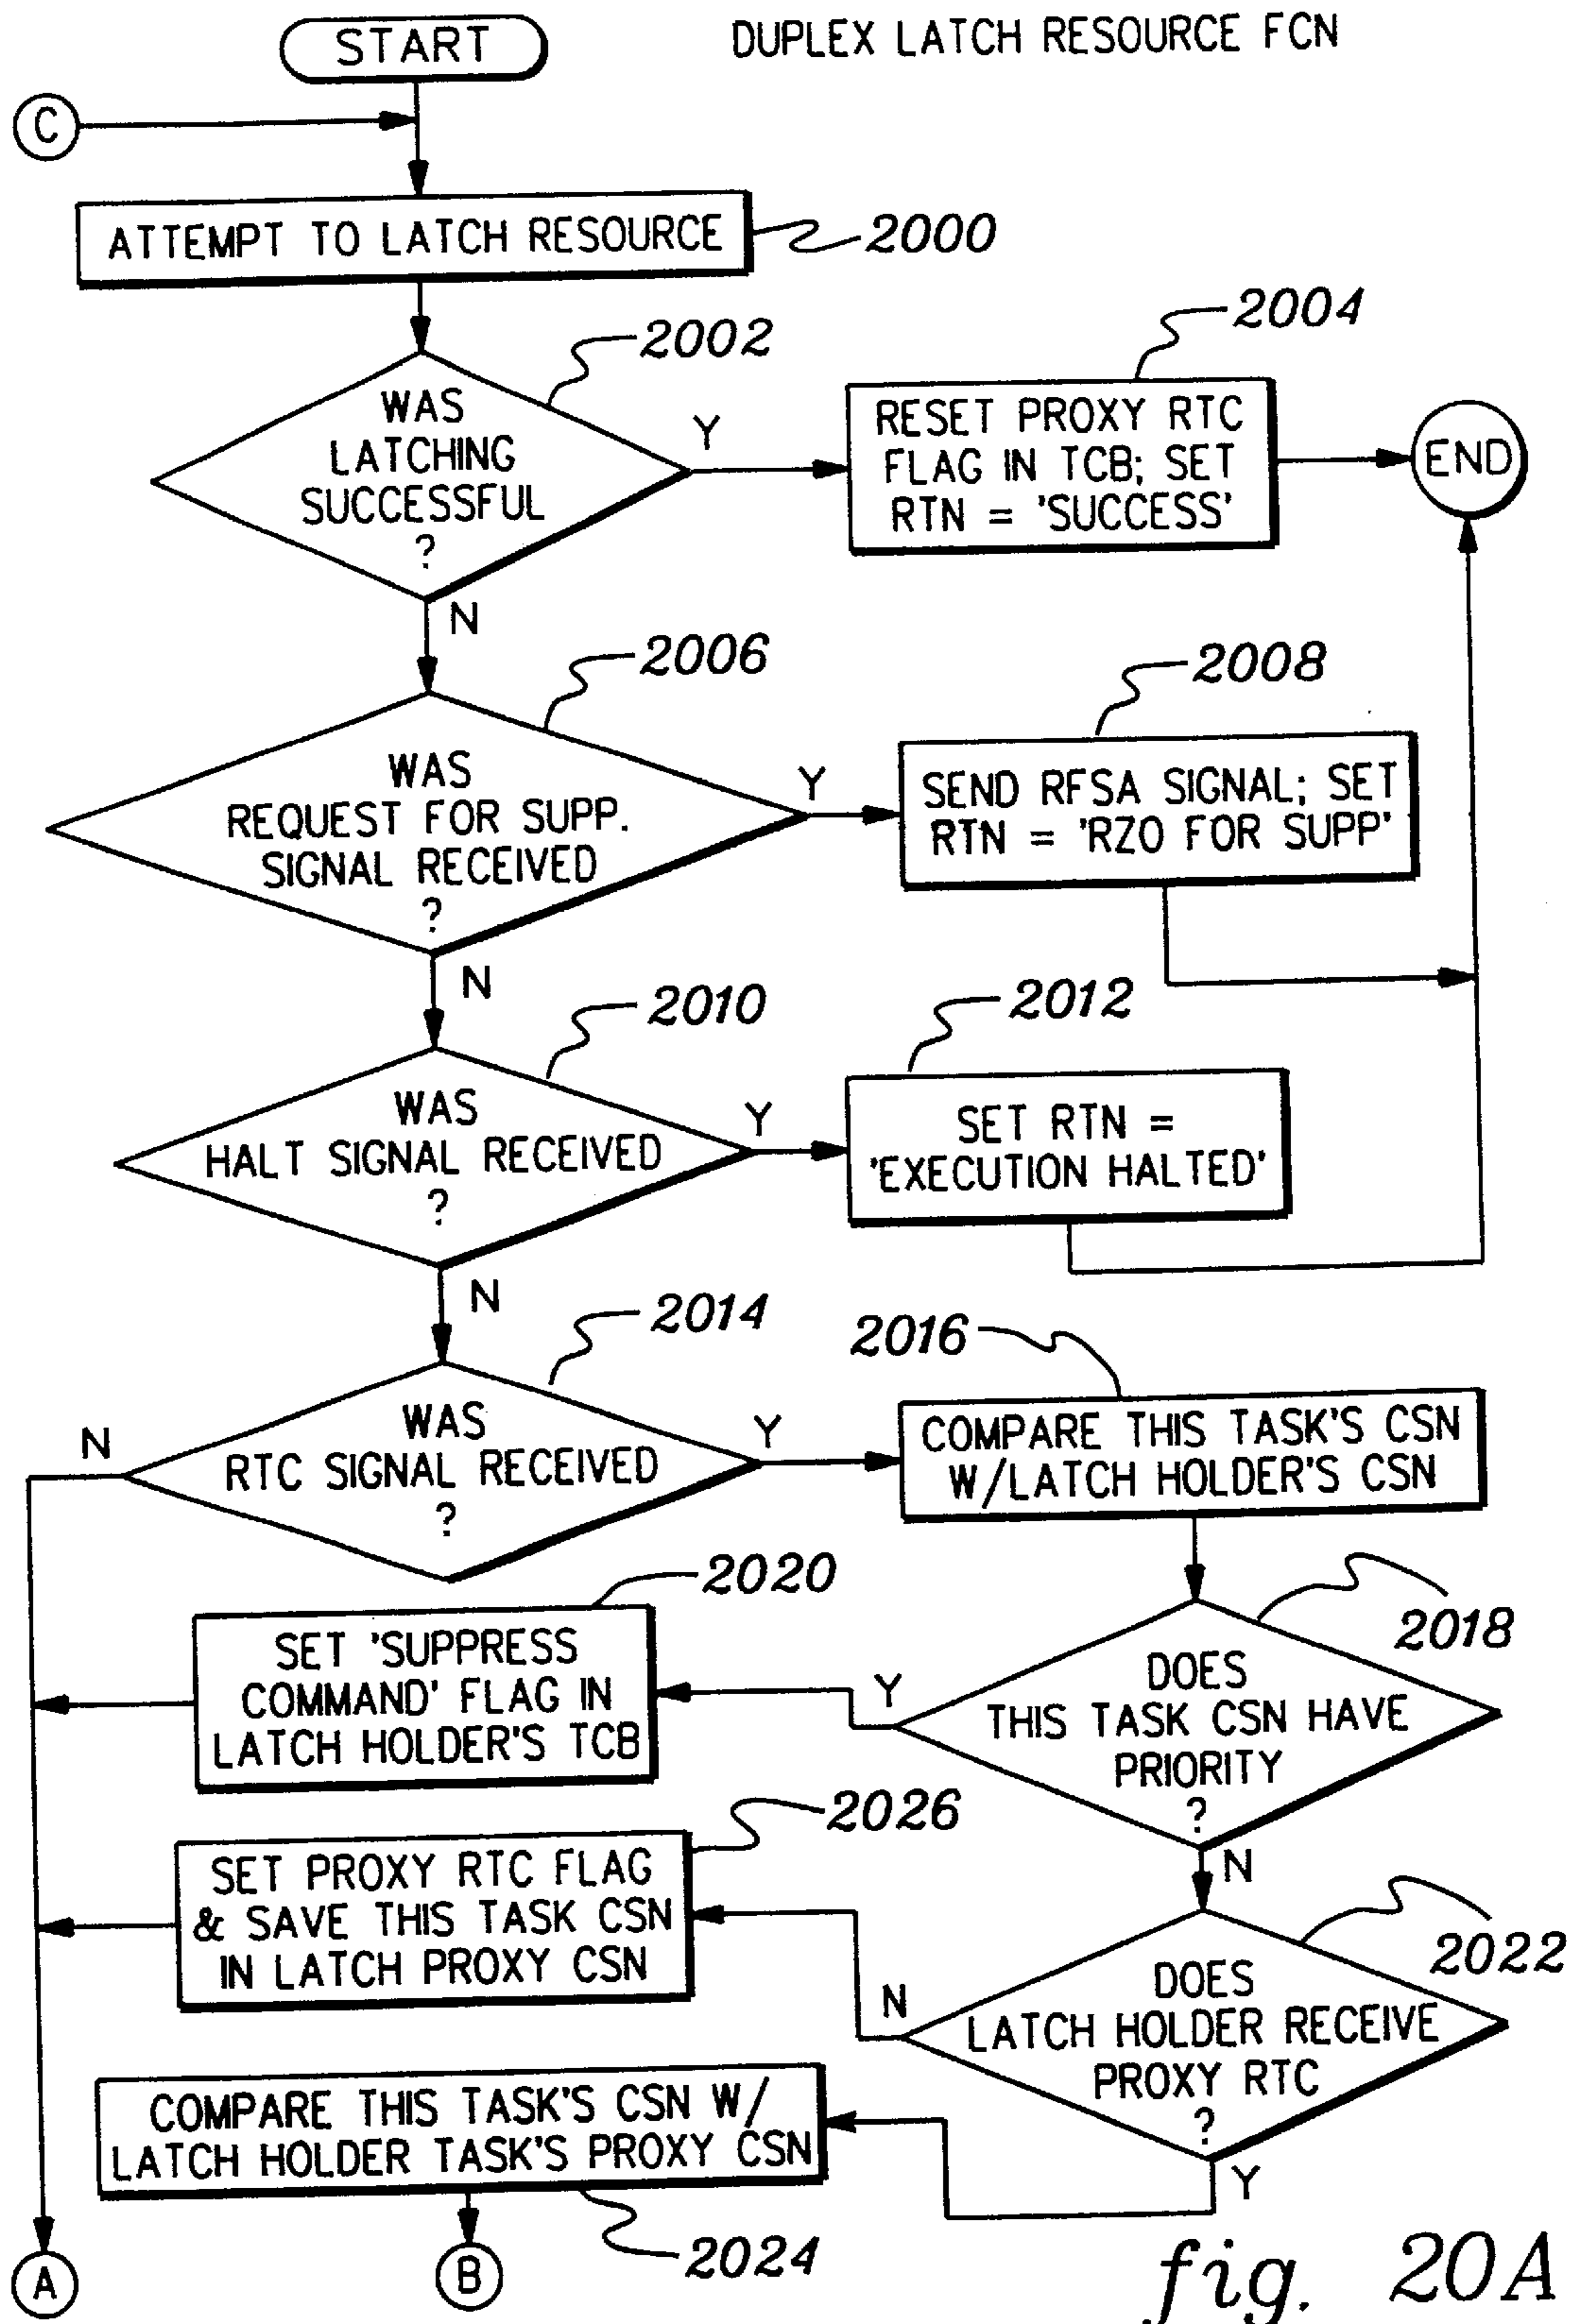 START
DUPLEX LATCH RESOURCE FCN
C
ATTEMPT TO LATCH RESOURCE
2000
2002
WAS
LATCHING
SUCCESSFUL
?
Y
N
2004
RESET PROXY RTC
FLAG IN TCB; SET
RTN = 'SUCCESS'
END
2006
WAS
REQUEST FOR SUPP.
SIGNAL RECEIVED
?
Y
N
2008
SEND RFSA SIGNAL; SET
RTN = 'RZO FOR SUPP'
2010
WAS
HALT SIGNAL RECEIVED
?
Y
N
2012
SET RTN =
'EXECUTION HALTED'
2014
WAS
RTC SIGNAL RECEIVED
?
N
Y
2016
COMPARE THIS TASK'S CSN
W/LATCH HOLDER'S CSN
2018
DOES
THIS TASK CSN HAVE
PRIORITY
?
Y
N
2020
SET 'SUPPRESS
COMMAND' FLAG IN
LATCH HOLDER'S TCB
2022
DOES
LATCH HOLDER RECEIVE
PROXY RTC
?
N
Y
2026
SET PROXY RTC FLAG
& SAVE THIS TASK CSN
IN LATCH PROXY CSN
COMPARE THIS TASK'S CSN W/
LATCH HOLDER TASK'S PROXY CSN
2024
A
B
fig. 20A